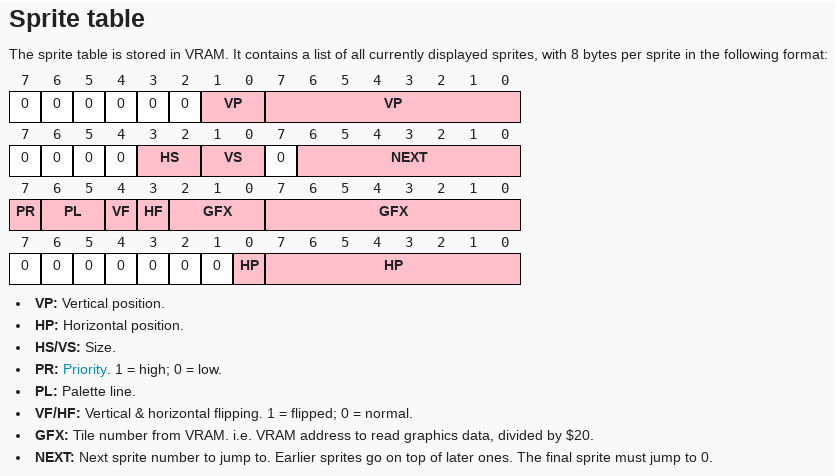 Sprite table
The sprite table is stored in VRAM. It contains a list of all currently displayed sprites, with 8 bytes per sprite in the following format:
7 6 5 4 3 2 1 0 7 6 5 4 3 2 1 0
0 0 0 0 0 0 VP VP
7 6 5 4 3 2 1 0 7 6 5 4 3 2 1 0
0 0 0 0 HS VS 0 NEXT
7 6 5 4 3 2 1 0 7 6 5 4 3 2 1 0
PR PL VF HF GFX GFX
7 6 5 4 3 2 1 0 7 6 5 4 3 2 1 0
0 0 0 0 0 0 0 HP HP
• VP: Vertical position.
• HP: Horizontal position.
• HS/VS: Size.
• PR: Priority. 1 = high; 0 = low.
• PL: Palette line.
• VF/HF: Vertical & horizontal flipping. 1 = flipped; 0 = normal.
• GFX: Tile number from VRAM. i.e. VRAM address to read graphics data, divided by $20.
• NEXT: Next sprite number to jump to. Earlier sprites go on top of later ones. The final sprite must jump to 0.